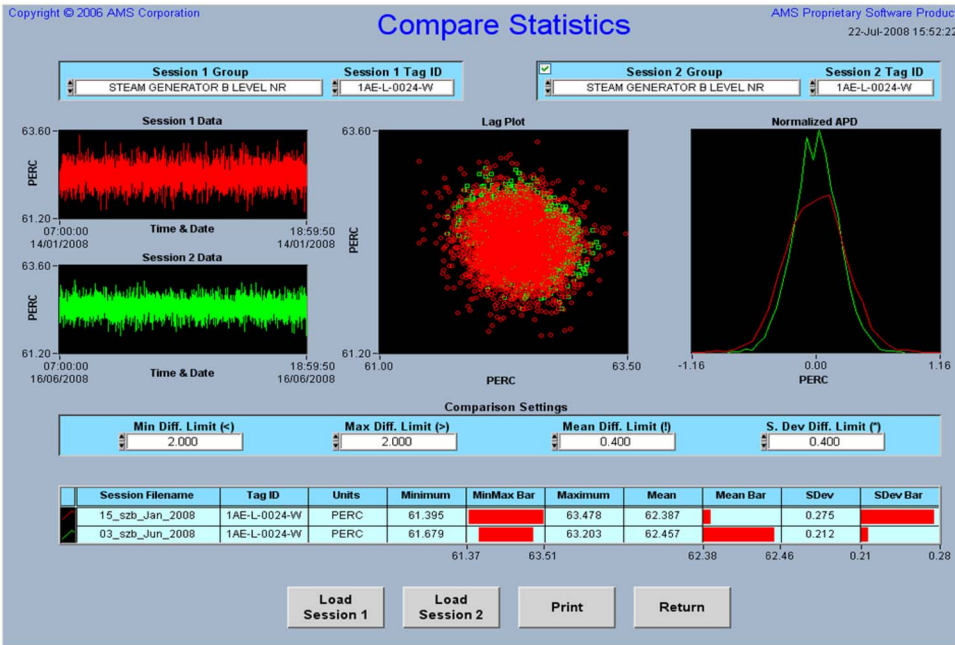 Copyright © 2006 AMS Corporation
Compare Statistics
AMS Proprietary Software Produc
22-Jul-2008 15:52:22
Session 1 Group
Session 1 Tag ID
STEAM GENERATOR B LEVEL NR
1AE-L-0024-W
Session 2 Group
Session 2 Tag ID
STEAM GENERATOR B LEVEL NR
1AE-L-0024-W
Session 1 Data
63.60
PERC
61.20
07:00:00
14/01/2008
Time & Date
18:59:50
14/01/2008
Session 2 Data
63.60
PERC
61.20
07:00:00
16/06/2008
Time & Date
18:59:50
16/06/2008
Lag Plot
63.60
PERC
61.20
61.00
63.50
PERC
Normalized APD
-1.16
0.00
1.16
PERC
Comparison Settings
Min Diff. Limit (<)
Max Diff. Limit (>)
Mean Diff. Limit (!)
S. Dev Diff. Limit (*)
2.000
2.000
0.400
0.400
Session Filename Tag ID Units Minimum MinMax Bar Maximum Mean Mean Bar SDev SDev Bar
15_szb_Jan_2008 1AE-L-0024-W PERC 61.395 63.478 62.387 0.275
03_szb_Jun_2008 1AE-L-0024-W PERC 61.679 63.203 62.457 0.212
61.37 63.51 62.38 62.46 0.21 0.28
Load
Session 1
Load
Session 2
Print
Return